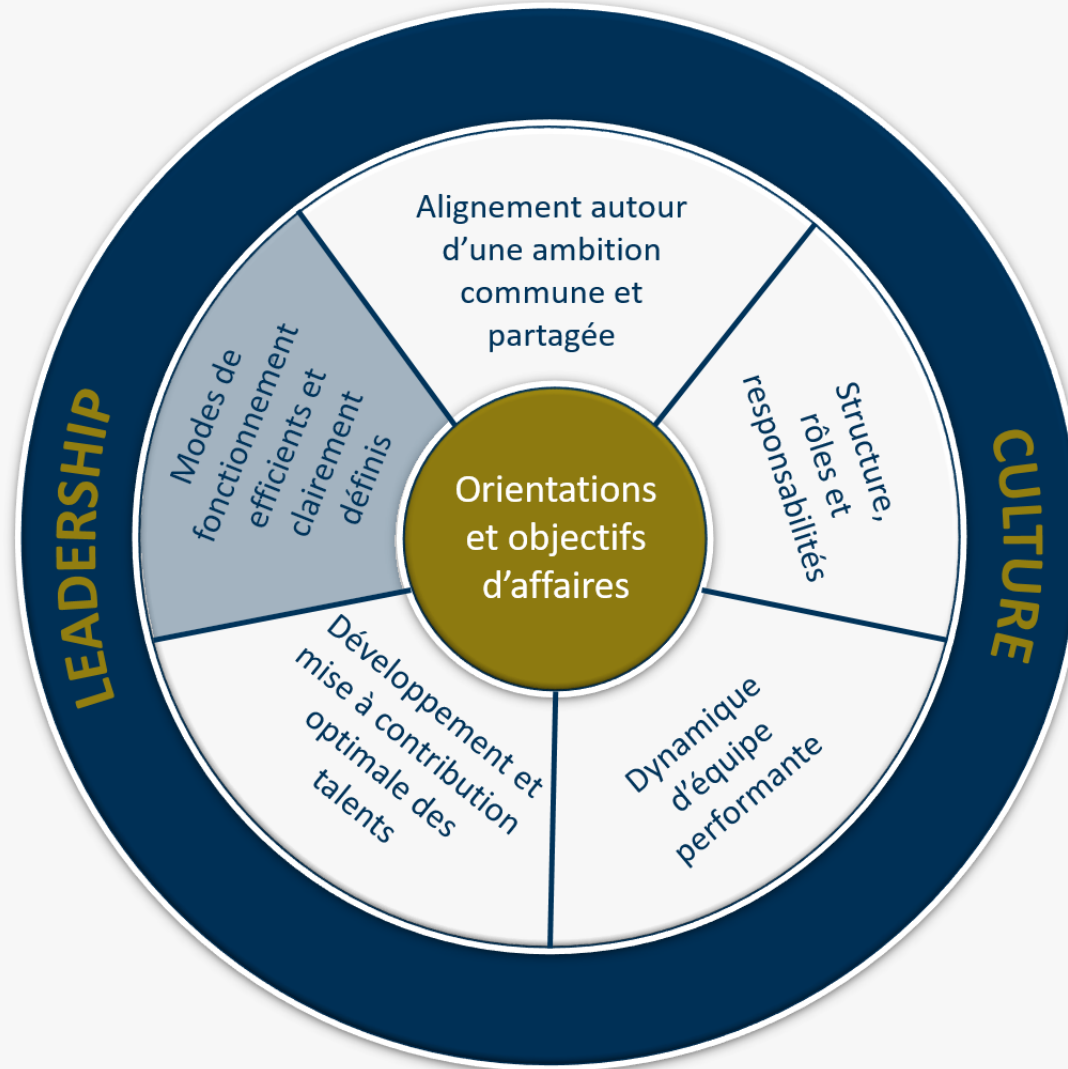 Alignement autour
d'une ambition
commune et
partagée
Structure,
rôles et
responsabilités
Dynamique
d'équipe
performante
Développement et
mise à contribution
optimale des
talents
Modes de
fonctionnement
efficients et
clairement
définis
Orientations
et objectifs
d'affaires
LEADERSHIP
CULTURE